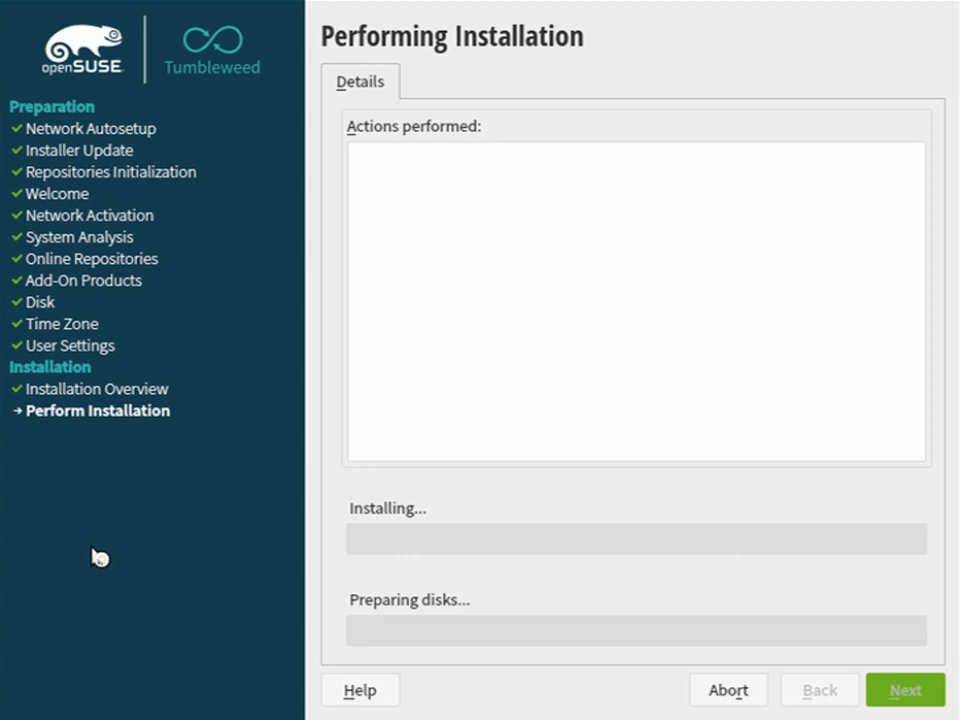 openSUSE
Tumbleweed
Preparation
Network Autosetup
Installer Update
Repositories Initialization
Welcome
Network Activation
System Analysis
Online Repositories
Add-On Products
Disk
Time Zone
User Settings
Installation
Installation Overview
Perform Installation
Performing Installation
Details
Actions performed:
Installing...
Preparing disks...
Help
Abort
Back
Next